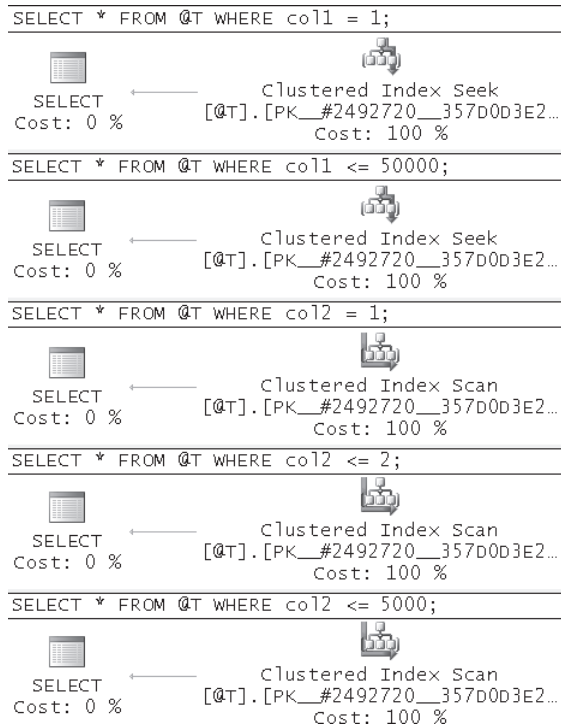 SELECT * FROM @T WHERE col1 = 1;
Clustered Index Seek
SELECT
[@T].[PK__#2492720__357D0D3E2…
Cost: 0 %
Cost: 100 %
SELECT * FROM @T WHERE col1 <= 50000;
Clustered Index Seek
SELECT
[@T].[PK__#2492720__357D0D3E2…
Cost: 0 %
Cost: 100 %
SELECT * FROM @T WHERE col2 = 1;
Clustered Index Scan
SELECT
[@T].[PK__#2492720__357D0D3E2…
Cost: 0 %
Cost: 100 %
SELECT * FROM @T WHERE col2 <= 2;
Clustered Index Scan
SELECT
[@T].[PK__#2492720__357D0D3E2…
Cost: 0 %
Cost: 100 %
SELECT * FROM @T WHERE col2 <= 5000;
Clustered Index Scan
SELECT
[@T].[PK__#2492720__357D0D3E2…
Cost: 0 %
Cost: 100 %